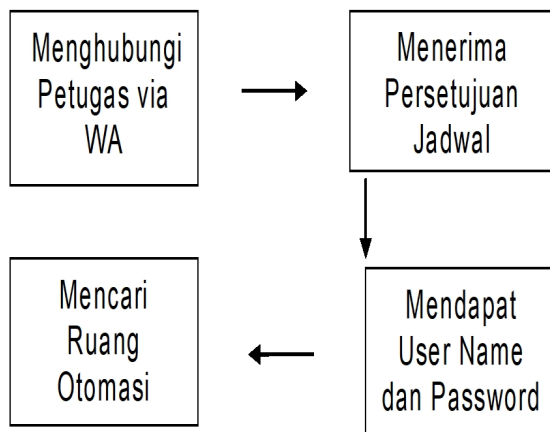 Menghubungi
Petugas via
WA
Menerima
Persetujuan
Jadwal
Mendapat
User Name
dan Password
Mencari
Ruang
Otomasi